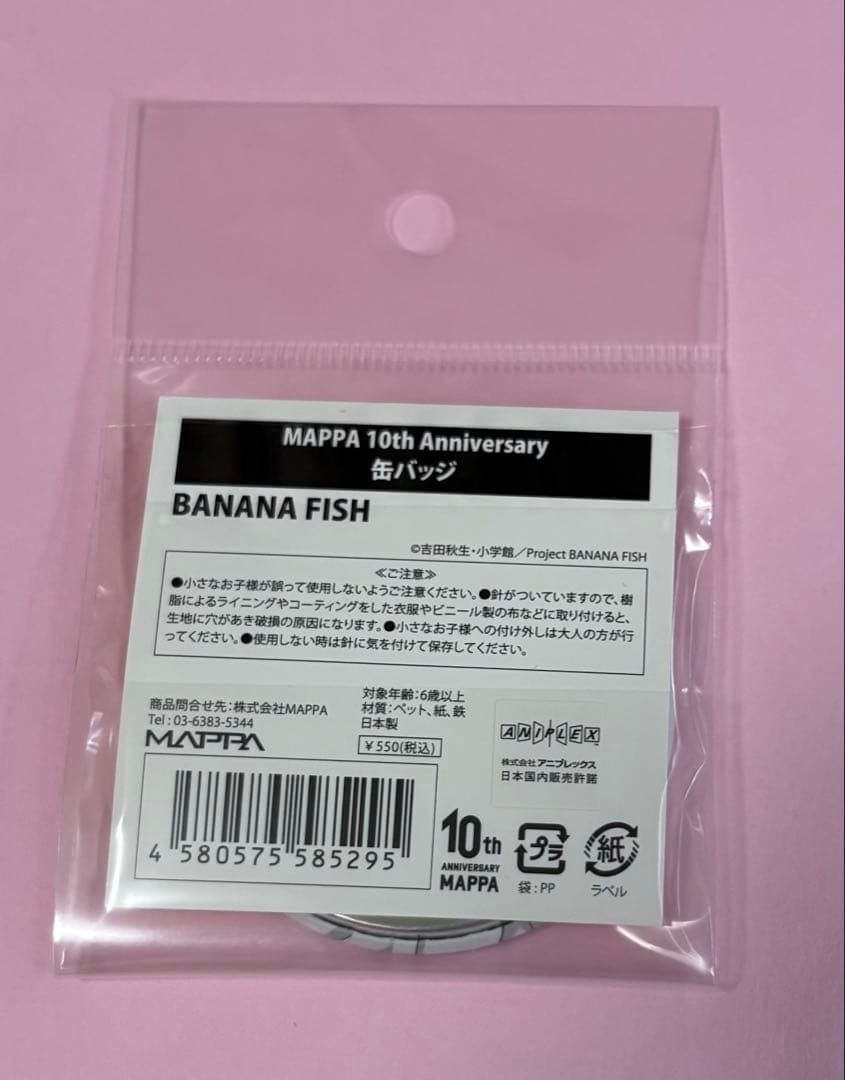 MAPPA 10th Anniversary
缶バッジ
BANANA FISH
©吉田秋生・小学館／Project BANANA FISH
≪ご注意≫
●小さなお子様が誤って使用しないようご注意ください。●針がついていますので、樹
脂によるライニングやコーティングをした衣服やビニール製の布などに取り付けると、
生地に穴があき破損の原因になります。●小さなお子様への付け外しは大人の方が行
ってください。●使用しない時は針に気を付けて保存してください。
商品問合せ先：株式会社MAPPA
Tel : 03-6383-5344
MAPPA
対象年齢：6歳以上
材質：ペット、紙、鉄
日本製
￥550(税込)
ANIPLEX
株式会社 アニプレックス
日本国内販売許諾
4 580575 585295
10th
ANNIVERSARY
MAPPA
プラ
袋 : PP
紙
ラベル